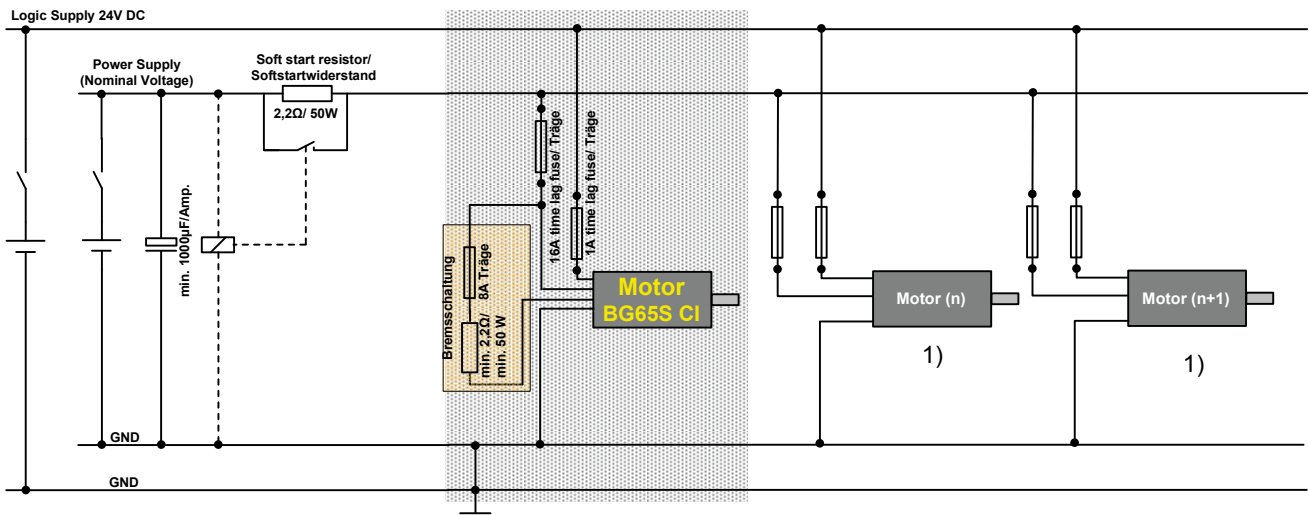 Logic Supply 24V DC
Power Supply
(Nominal Voltage)
Soft start resistor/
Softstartwiderstand
2,2Ω/ 50W
min. 1000µF/Amp.
16A time lag fuse/ Träge
1A time lag fuse/ Träge
Bremsschaltung
8A Träge
min. 2,2Ω/
min. 50 W
Motor
BG65S CI
Motor (n)
1)
Motor (n+1)
1)
GND
GND